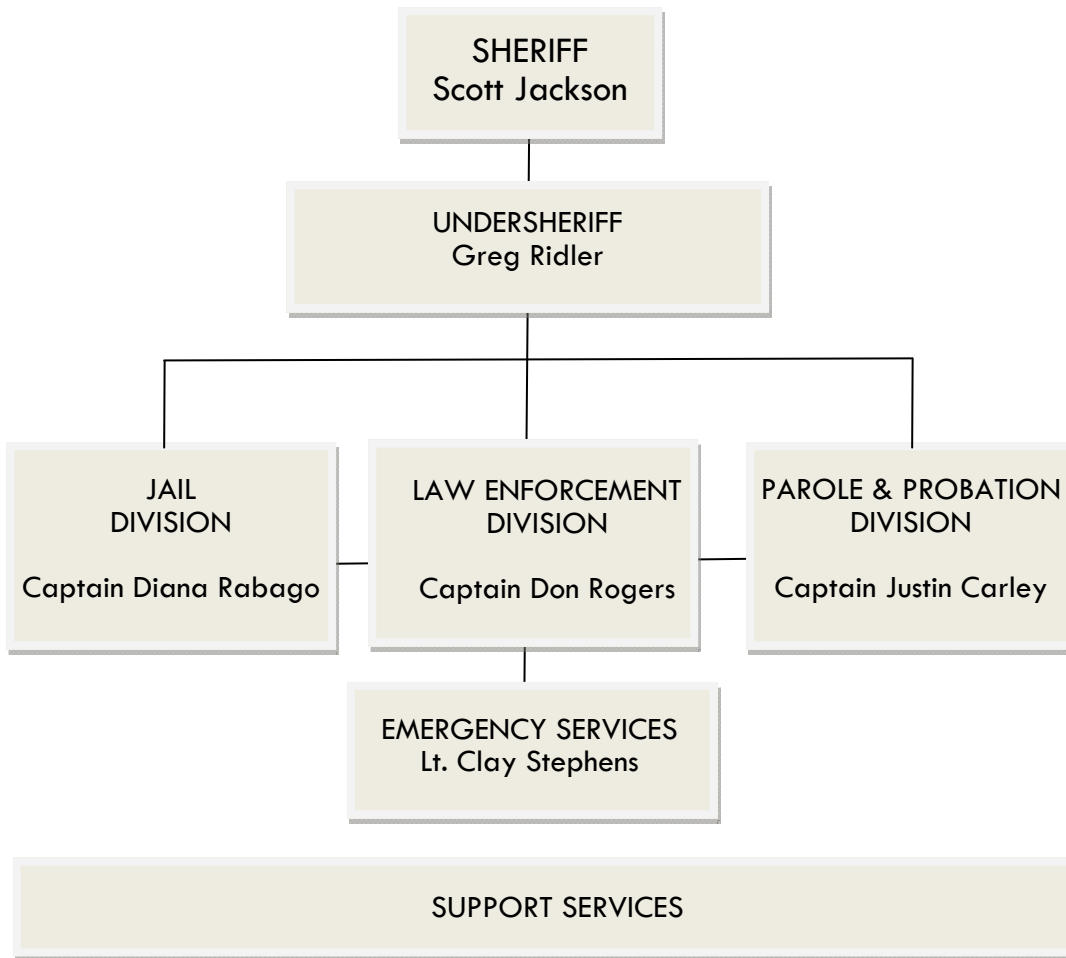 SHERIFF
Scott Jackson
UNDERSHERIFF
Greg Ridler
JAIL
DIVISION
Captain Diana Rabago
LAW ENFORCEMENT
DIVISION
Captain Don Rogers
PAROLE & PROBATION
DIVISION
Captain Justin Carley
EMERGENCY SERVICES
Lt. Clay Stephens
SUPPORT SERVICES